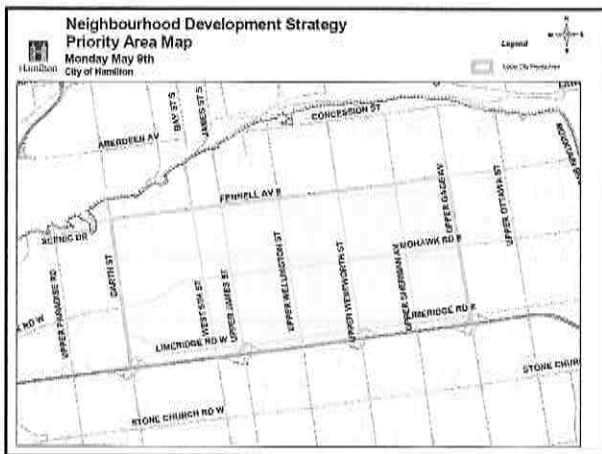 Neighbourhood Development Strategy
Priority Area Map
Monday May 9th
City of Hamilton
Hamilton
Legend
N
CONCESSION ST
ABERDEEN AV
BAY ST S
JAMES ST S
FENNELL AV E
SCENIC DR
UPPER PARADISE RD
GARTH ST
WEST 5TH ST
UPPER JAMES ST
UPPER WELLINGTON ST
UPPER WENTWORTH ST
UPPER SHERMAN AV
UPPER GAGE AV
UPPER OTTAWA ST
MOHAWK RD E
RD W
LIMERIDGE RD W
LIMERIDGE RD E
STONE CHURCH RD W
STONE CHURC